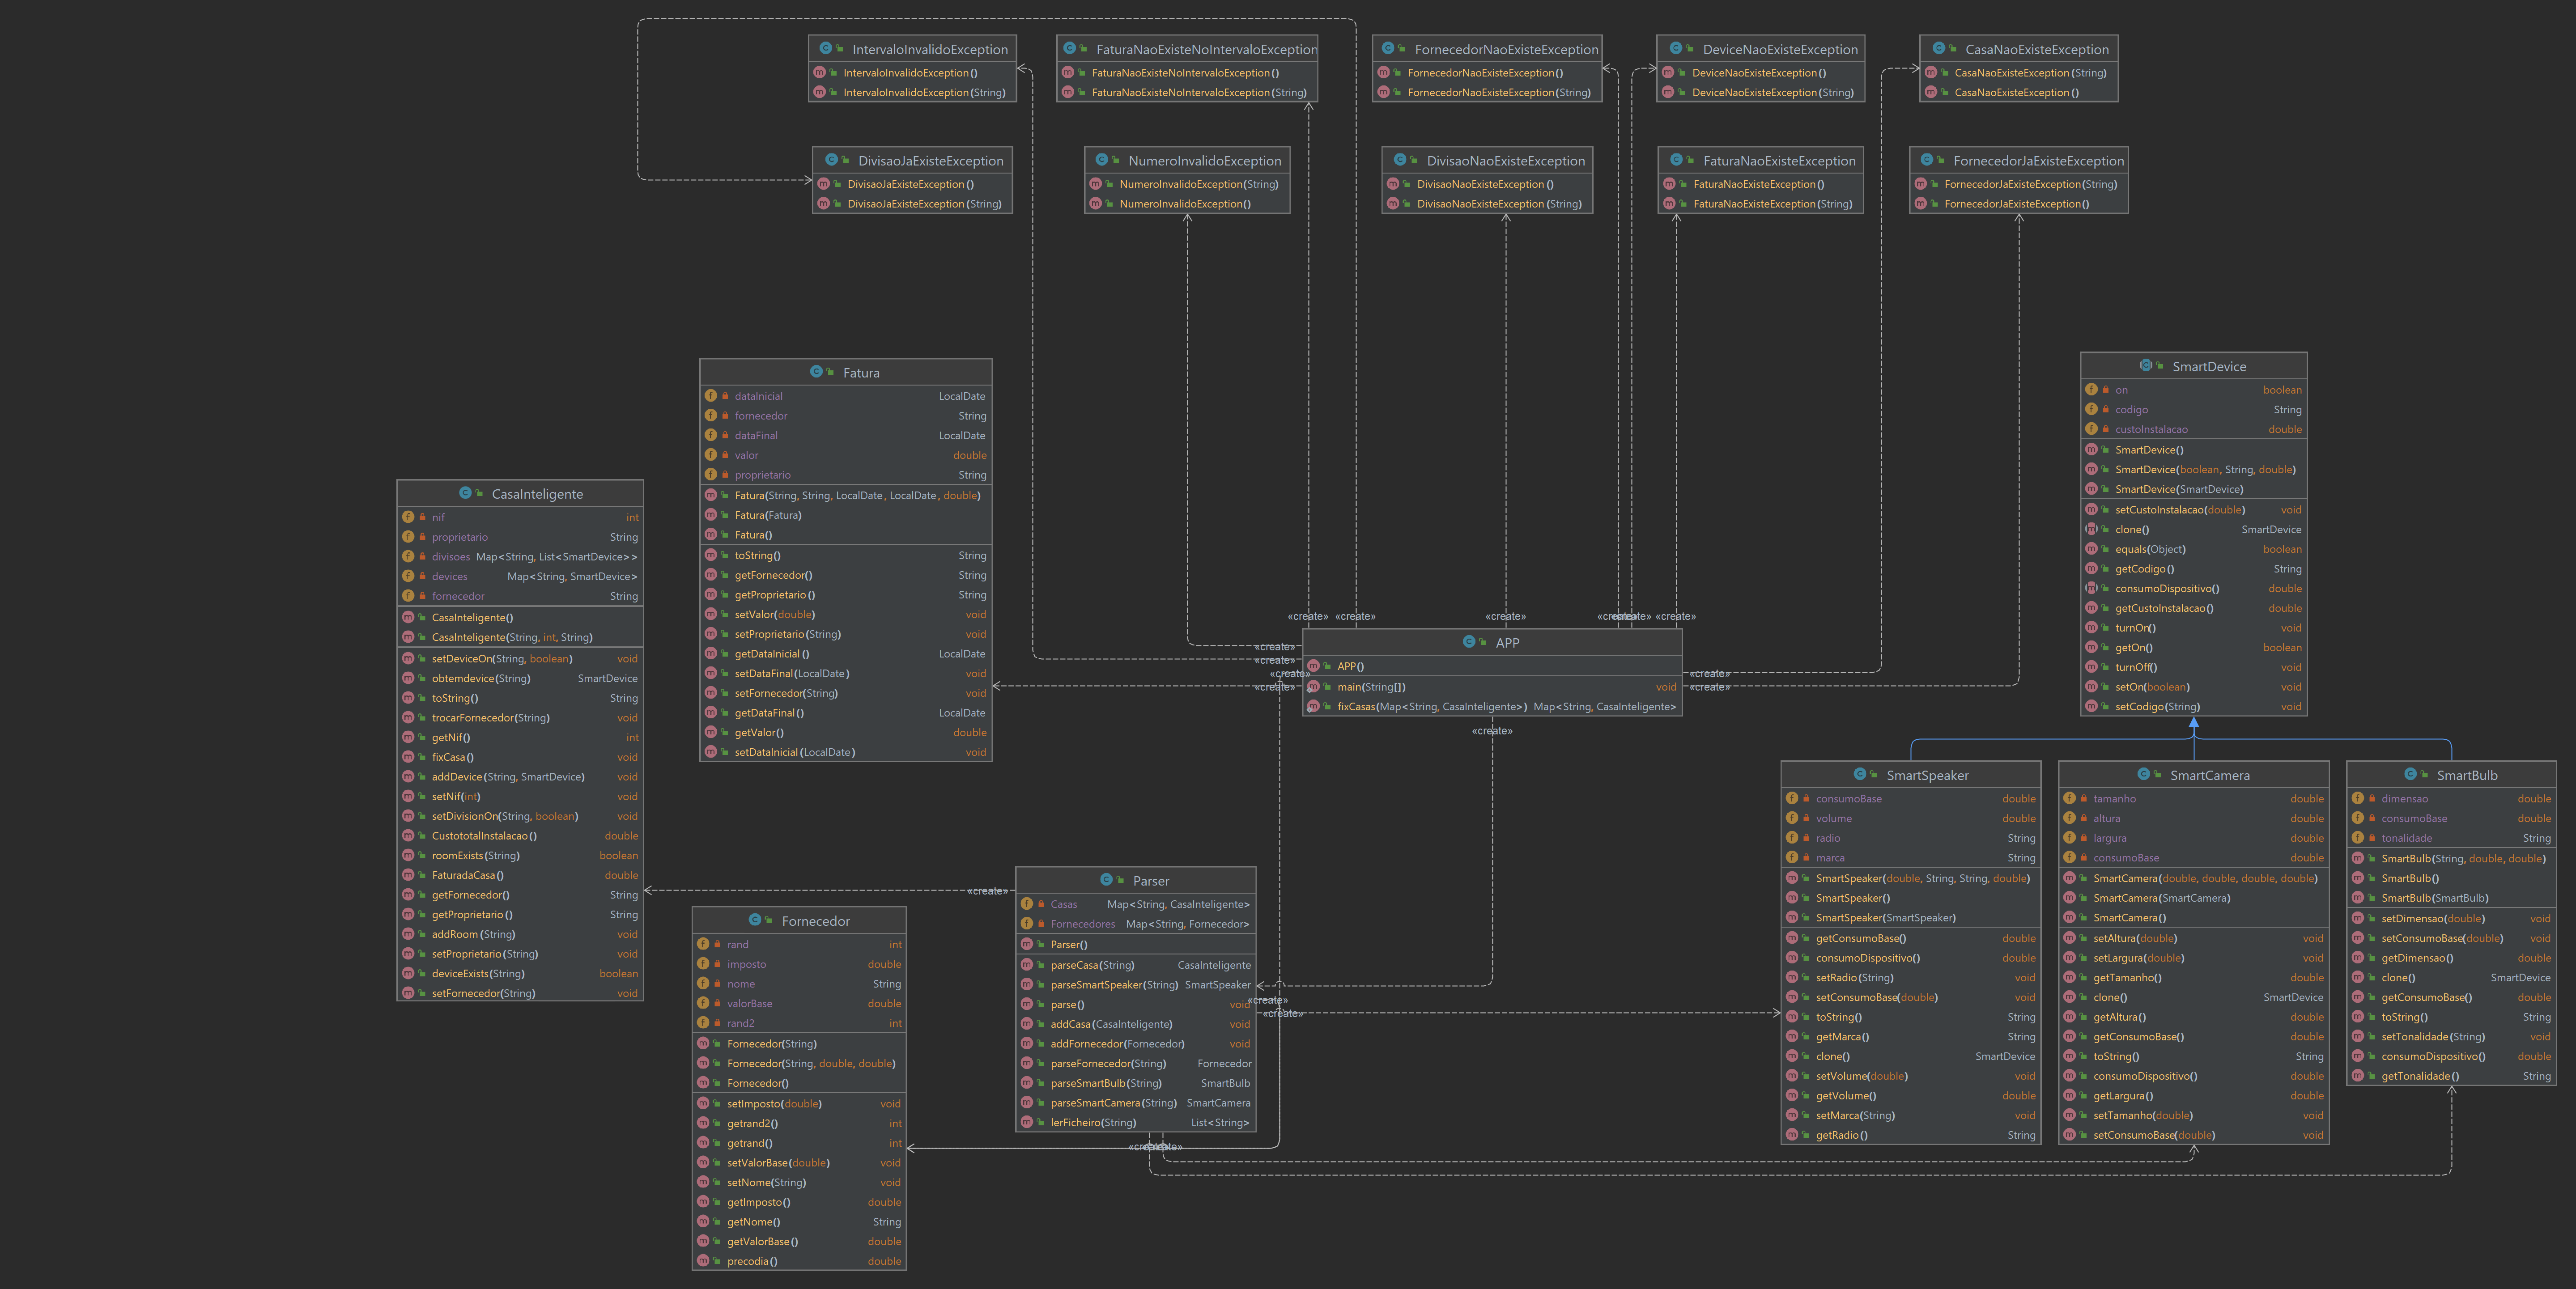 IntervaloInvalidoException
IntervaloInvalidoException()
IntervaloInvalidoException(String)
FaturaNaoExisteNoIntervaloException
FaturaNaoExisteNoIntervaloException()
FaturaNaoExisteNoIntervaloException(String)
FornecedorNaoExisteException
FornecedorNaoExisteException()
FornecedorNaoExisteException(String)
DeviceNaoExisteException
DeviceNaoExisteException()
DeviceNaoExisteException(String)
CasaNaoExisteException
CasaNaoExisteException(String)
CasaNaoExisteException()
DivisaoJaExisteException
DivisaoJaExisteException()
DivisaoJaExisteException(String)
NumeroInvalidoException
NumeroInvalidoException(String)
NumeroInvalidoException()
DivisaoNaoExisteException
DivisaoNaoExisteException()
DivisaoNaoExisteException(String)
FaturaNaoExisteException
FaturaNaoExisteException()
FaturaNaoExisteException(String)
FornecedorJaExisteException
FornecedorJaExisteException(String)
FornecedorJaExisteException()
CasaInteligente
nif int
proprietario String
divisoes Map<String, List<SmartDevice>>
devices Map<String, SmartDevice>
fornecedor String
CasaInteligente()
CasaInteligente(String, int, String)
setDeviceOn(String, boolean) void
obtemdevice(String) SmartDevice
toString() String
trocarFornecedor(String) void
getNif() int
fixCasa() void
addDevice(String, SmartDevice) void
setNif(int) void
setDivisionOn(String, boolean) void
CustototalInstalacao() double
roomExists(String) boolean
FaturadaCasa() double
getFornecedor() String
getProprietario() String
addRoom(String) void
setProprietario(String) void
deviceExists(String) boolean
setFornecedor(String) void
Fatura
dataInicial LocalDate
fornecedor String
dataFinal LocalDate
valor double
proprietario String
Fatura(String, String, LocalDate, LocalDate, double)
Fatura(Fatura)
Fatura()
toString() String
getFornecedor() String
getProprietario() String
setValor(double) void
setProprietario(String) void
getDataInicial() LocalDate
setDataFinal(LocalDate) void
setFornecedor(String) void
getDataFinal() LocalDate
getValor() double
setDataInicial(LocalDate) void
«create»
«create»
«create»
«create»
«create»
«create»
«create»
«create»
«create»
APP
APP()
main(String[]) void
fixCasas(Map<String, CasaInteligente>) Map<String, CasaInteligente>
«create»
«create»
«create»
SmartDevice
on boolean
codigo String
custoInstalacao double
SmartDevice()
SmartDevice(boolean, String, double)
SmartDevice(SmartDevice)
setCustoInstalacao(double) void
clone() SmartDevice
equals(Object) boolean
getCodigo() String
consumoDispositivo() double
getCustoInstalacao() double
turnOn() void
getOn() boolean
turnOff() void
setOn(boolean) void
setCodigo(String) void
Fornecedor
rand int
imposto double
nome String
valorBase double
rand2 int
Fornecedor(String)
Fornecedor(String, double, double)
Fornecedor()
setImposto(double) void
getrand2() int
getrand() int
setValorBase(double) void
setNome(String) void
getImposto() double
getNome() String
getValorBase() double
precodia() double
«create»
Parser
Casas Map<String, CasaInteligente>
Fornecedores Map<String, Fornecedor>
Parser()
parseCasa(String) CasaInteligente
parseSmartSpeaker(String) SmartSpeaker
parse() void
addCasa(CasaInteligente) void
addFornecedor(Fornecedor) void
parseFornecedor(String) Fornecedor
parseSmartBulb(String) SmartBulb
parseSmartCamera(String) SmartCamera
lerFicheiro(String) List<String>
«create»
«create»
SmartSpeaker
consumoBase double
volume double
radio String
marca String
SmartSpeaker(double, String, String, double)
SmartSpeaker()
SmartSpeaker(SmartSpeaker)
getConsumoBase() double
consumoDispositivo() double
setRadio(String) void
setConsumoBase(double) void
toString() String
getMarca() String
clone() SmartDevice
setVolume(double) void
getVolume() double
setMarca(String) void
getRadio() String
SmartCamera
tamanho double
altura double
largura double
consumoBase double
SmartCamera(double, double, double, double)
SmartCamera(SmartCamera)
SmartCamera()
setAltura(double) void
setLargura(double) void
getTamanho() double
clone() SmartDevice
getAltura() double
getConsumoBase() double
toString() String
consumoDispositivo() double
getLargura() double
setTamanho(double) void
setConsumoBase(double) void
SmartBulb
dimensao double
consumoBase double
tonalidade String
SmartBulb(String, double, double)
SmartBulb()
SmartBulb(SmartBulb)
setDimensao(double) void
setConsumoBase(double) void
getDimensao() double
clone() SmartDevice
getConsumoBase() double
toString() String
setTonalidade(String) void
consumoDispositivo() double
getTonalidade() String